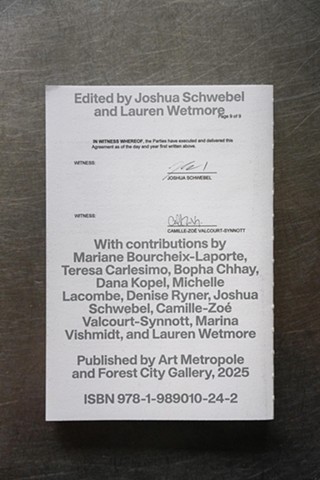 Edited by Joshua Schwebel
and Lauren Wetmore
Page 9 of 9
IN WITNESS WHEREOF, the Parties have executed and delivered this
Agreement as of the day and year first written above.
WITNESS:
JOSHUA SCHWEBEL
WITNESS:
CAMILLE-ZOÉ VALCOURT-SYNNOTT
With contributions by
Mariane Bourcheix-Laporte,
Teresa Carlesimo, Bopha Chhay,
Dana Kopel, Michelle
Lacombe, Denise Ryner, Joshua
Schwebel, Camille-Zoé
Valcourt-Synnott, Marina
Vishmidt, and Lauren Wetmore
Published by Art Metropole
and Forest City Gallery, 2025
ISBN 978-1-989010-24-2